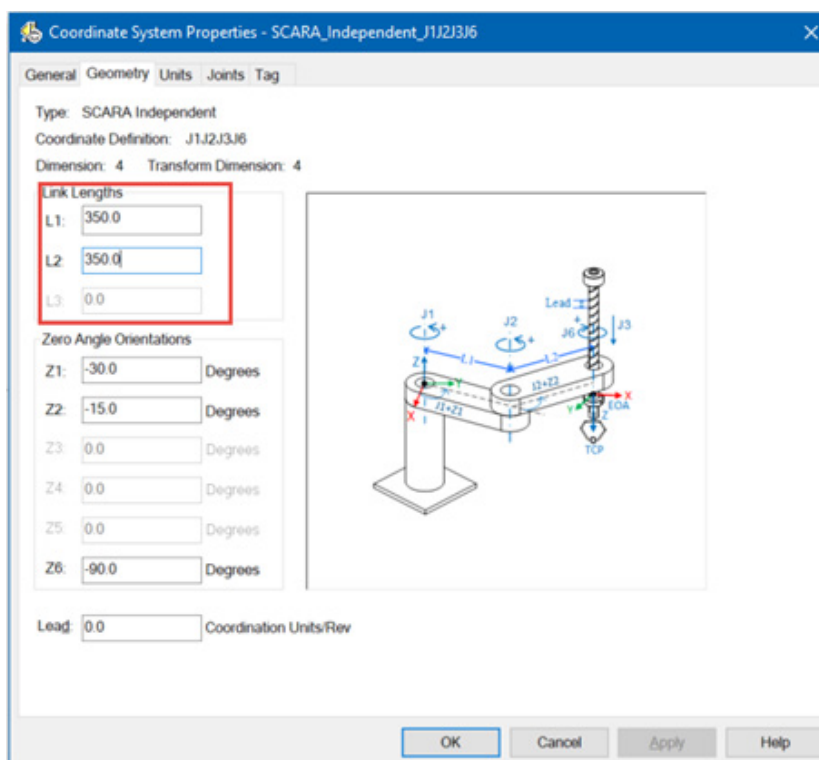 Coordinate System Properties - SCARA_Independent_J1J2J3J6
General Geometry Units Joints Tag
Type: SCARA Independent
Coordinate Definition: J1J2J3J6
Dimension: 4 Transform Dimension: 4
Link Lengths
L1: 350.0
L2: 350.0
L3: 0.0
Zero Angle Orientations
Z1: -30.0 Degrees
Z2: -15.0 Degrees
Z3: 0.0 Degrees
Z4: 0.0 Degrees
Z5: 0.0 Degrees
Z6: -90.0 Degrees
Lead: 0.0 Coordination Units/Rev
Lead
J1
+
J2
+
J6
+
J3
L1
L2
Z
Y
X
J1+Z1
J2+Z2
X
Y
Z
EOA
TCP
OK Cancel Apply Help